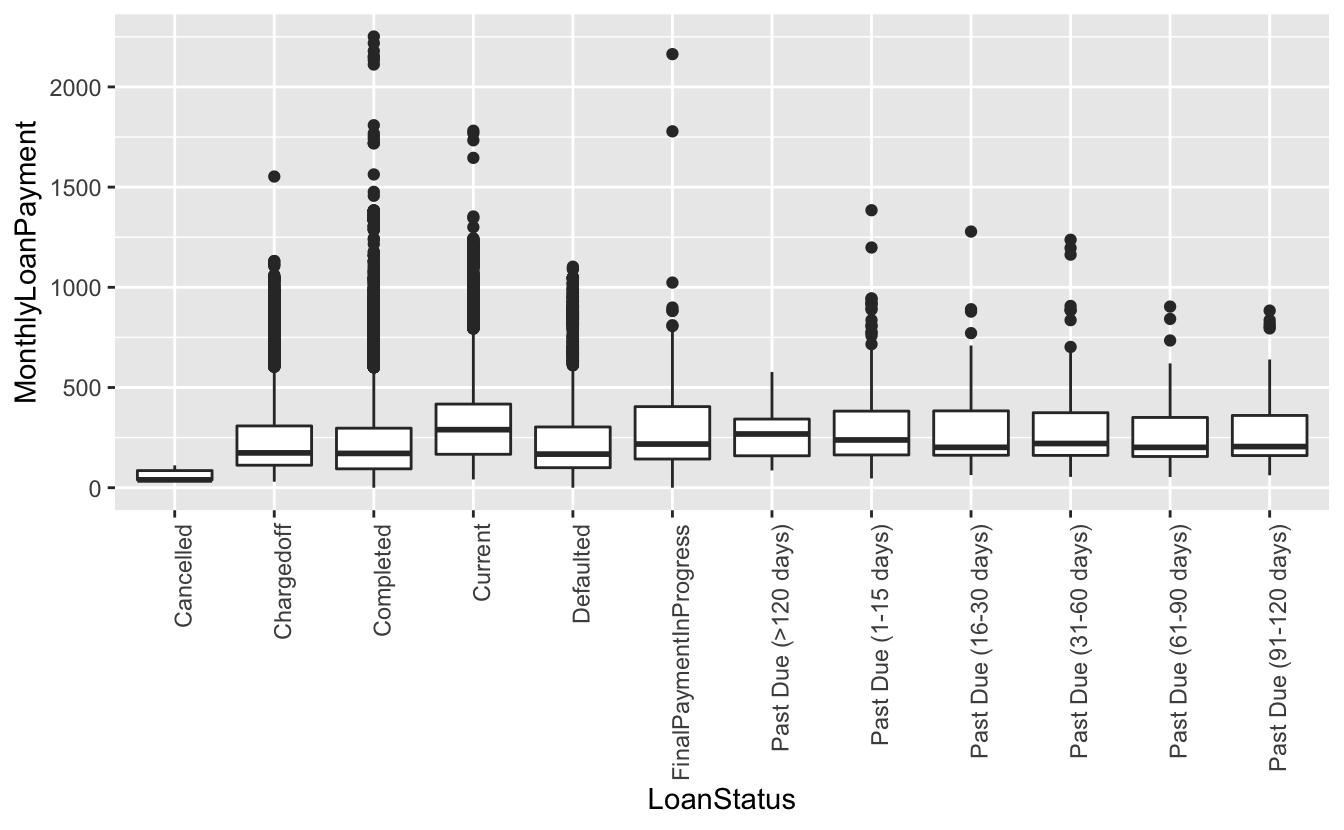 MonthlyLoanPayment
2000
1500
1000
500
0
Cancelled
Chargedoff
Completed
Current
Defaulted
FinalPaymentInProgress
Past Due (>120 days)
Past Due (1-15 days)
Past Due (16-30 days)
Past Due (31-60 days)
Past Due (61-90 days)
Past Due (91-120 days)
LoanStatus